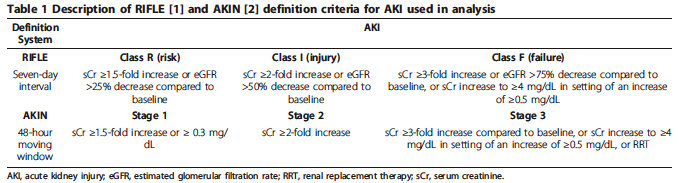 Table 1 Description of RIFLE [1] and AKIN [2] definition criteria for AKI used in analysis
Definition System AKI
RIFLE Class R (risk) Class I (injury) Class F (failure)
Seven-day interval sCr ≥1.5-fold increase or eGFR >25% decrease compared to baseline sCr ≥2-fold increase or eGFR >50% decrease compared to baseline sCr ≥3-fold increase or eGFR >75% decrease compared to baseline, or sCr increase to ≥4 mg/dL in setting of an increase of ≥0.5 mg/dL
AKIN Stage 1 Stage 2 Stage 3
48-hour moving window sCr ≥1.5-fold increase or ≥ 0.3 mg/dL sCr ≥2-fold increase sCr ≥3-fold increase compared to baseline, or sCr increase to ≥4 mg/dL in setting of an increase of ≥0.5 mg/dL, or RRT
AKI, acute kidney injury; eGFR, estimated glomerular filtration rate; RRT, renal replacement therapy; sCr, serum creatinine.